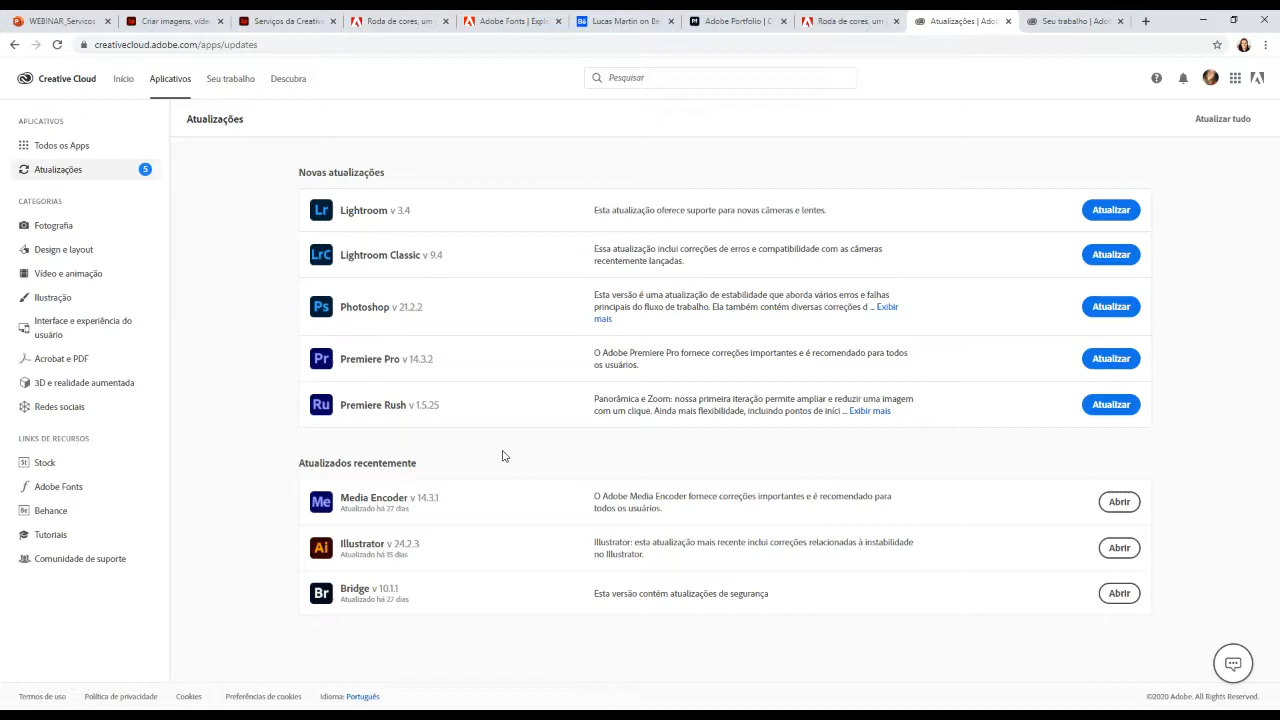 WEBINAR_Servicos
Criar imagens, víde
Serviços da Creative
Roda de cores, um
Adobe Fonts | Expl
Lucas Martin on Be
Adobe Portfolio | C
Roda de cores, um
Atualizações | Adob
Seu trabalho | Adob
creativecloud.adobe.com/apps/updates
Creative Cloud
Início
Aplicativos
Seu trabalho
Descubra
Pesquisar
APLICATIVOS
Todos os Apps
Atualizações
5
CATEGORIAS
Fotografia
Design e layout
Vídeo e animação
Ilustração
Interface e experiência do
usuário
Acrobat e PDF
3D e realidade aumentada
Redes sociais
LINKS DE RECURSOS
St
Stock
Adobe Fonts
Be
Behance
Tutoriais
Comunidade de suporte
Atualizações
Atualizar tudo
Novas atualizações
Lr
Lightroom v 3.4
Esta atualização oferece suporte para novas câmeras e lentes.
Atualizar
LrC
Lightroom Classic v 9.4
Essa atualização inclui correções de erros e compatibilidade com as câmeras
recentemente lançadas.
Atualizar
Ps
Photoshop v 21.2.2
Esta versão é uma atualização de estabilidade que aborda vários erros e falhas
principais do fluxo de trabalho. Ela também contém diversas correções d ... Exibir
mais
Atualizar
Pr
Premiere Pro v 14.3.2
O Adobe Premiere Pro fornece correções importantes e é recomendado para todos
os usuários.
Atualizar
Ru
Premiere Rush v 1.5.25
Panorâmica e Zoom: nossa primeira iteração permite ampliar e reduzir uma imagem
com um clique. Ainda mais flexibilidade, incluindo pontos de iníci ... Exibir mais
Atualizar
Atualizados recentemente
Me
Media Encoder v 14.3.1
Atualizado há 27 dias
O Adobe Media Encoder fornece correções importantes e é recomendado para
todos os usuários.
Abrir
Ai
Illustrator v 24.2.3
Atualizado há 15 dias
Illustrator: esta atualização mais recente inclui correções relacionadas à instabilidade
no Illustrator.
Abrir
Br
Bridge v 10.1.1
Atualizado há 27 dias
Esta versão contém atualizações de segurança
Abrir
Termos de uso
Política de privacidade
Cookies
Preferências de cookies
Idioma: Português
©2020 Adobe. All Rights Reserved.